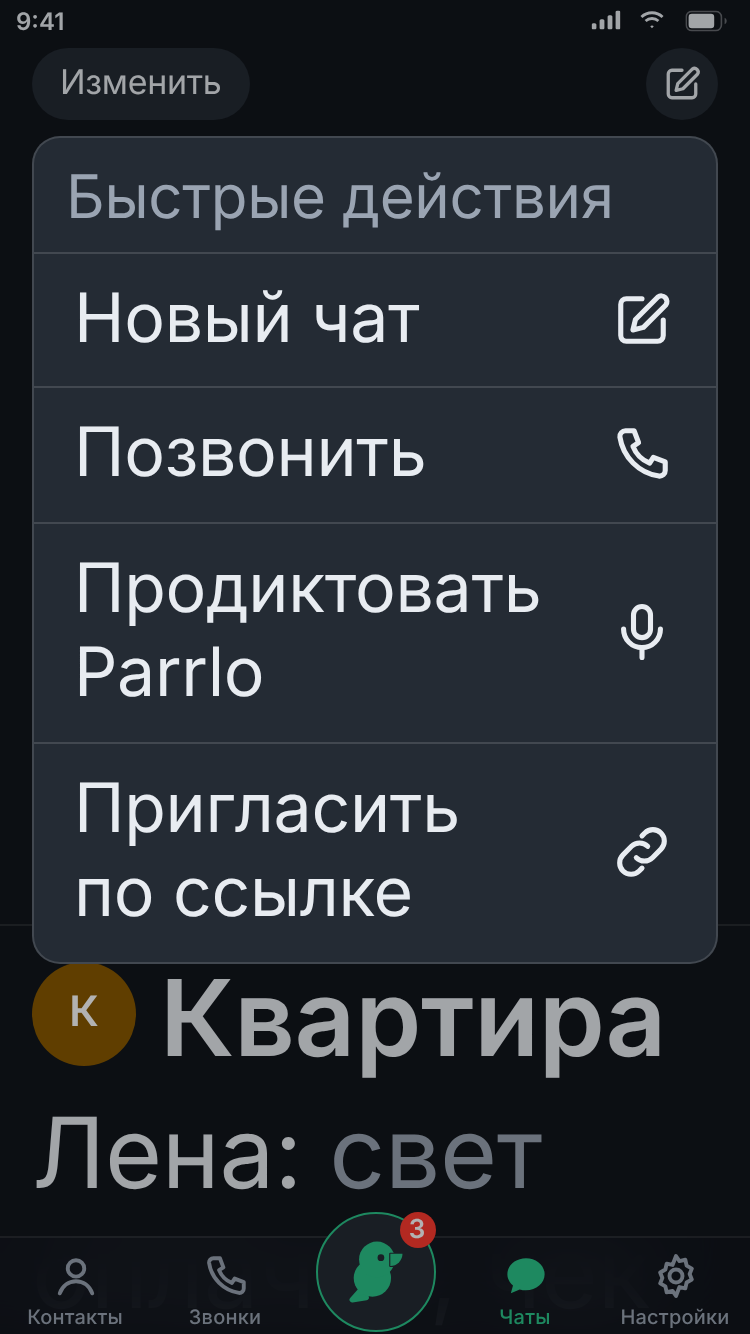 9:41
Изменить
Быстрые действия
Новый чат
Позвонить
Продиктовать
Parrlo
Пригласить
по ссылке
К
Квартира
Лена: свет
3
Контакты
Звонки
Чаты
Настройки